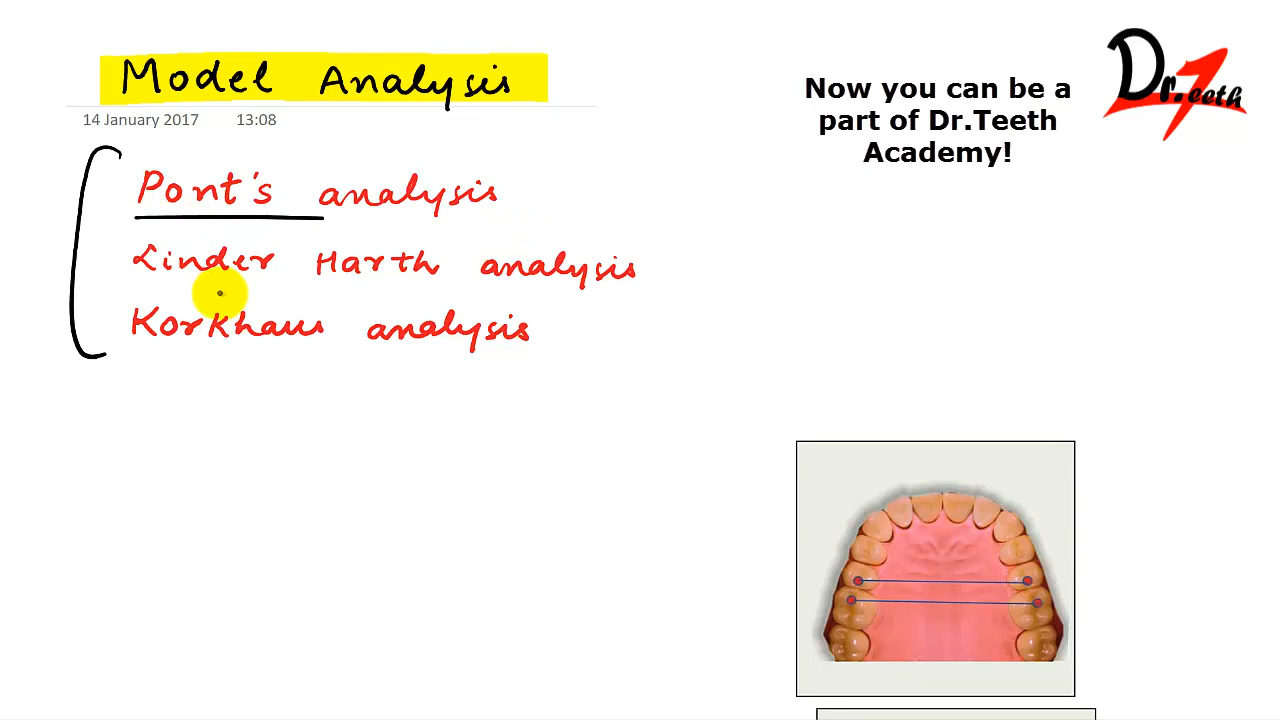 Model Analysis
14 January 2017 13:08
Pont's analysis
Linder Harth analysis
Korkhaus analysis
Now you can be a
part of Dr.Teeth
Academy!
Dr.Teeth